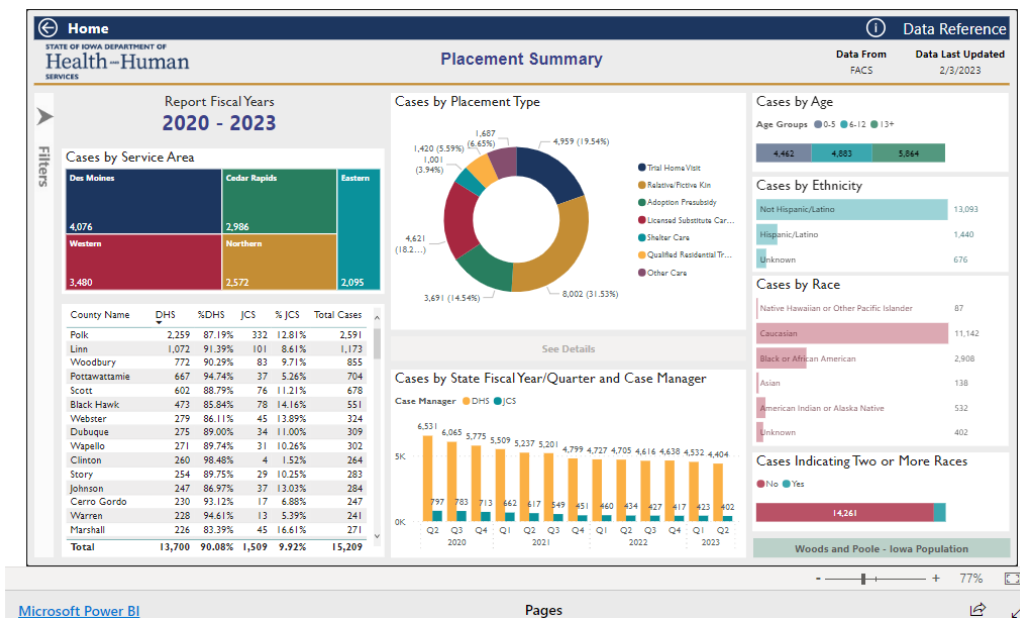 Home
Data Reference
STATE OF IOWA DEPARTMENT OF
Health-Human
SERVICES
Placement Summary
Data From
FACS
Data Last Updated
2/3/2023
Filters
Report Fiscal Years
2020 - 2023
Cases by Service Area
Des Moines
4,076
Cedar Rapids
2,986
Eastern
2,095
Western
3,480
Northern
2,572
County Name DHS %DHS JCS % JCS Total Cases
Polk 2,259 87.19% 332 12.81% 2,591
Linn 1,072 91.39% 101 8.61% 1,173
Woodbury 772 90.29% 83 9.71% 855
Pottawattamie 667 94.74% 37 5.26% 704
Scott 602 88.79% 76 11.21% 678
Black Hawk 473 85.84% 78 14.16% 551
Webster 279 86.11% 45 13.89% 324
Dubuque 275 89.00% 34 11.00% 309
Wapello 271 89.74% 31 10.26% 302
Clinton 260 98.48% 4 1.52% 264
Story 254 89.75% 29 10.25% 283
Johnson 247 86.97% 37 13.03% 284
Cerro Gordo 230 93.12% 17 6.88% 247
Warren 228 94.61% 13 5.39% 241
Marshall 226 83.39% 45 16.61% 271
Total 13,700 90.08% 1,509 9.92% 15,209
Cases by Placement Type
4,959 (19.54%)
8,002 (31.53%)
3,691 (14.54%)
4,621
(18.2...)
1,001
(3.94%)
1,420 (5.59%)
1,687
(6.65%)
Trial Home Visit
Relative/Fictive Kin
Adoption Presubsidy
Licensed Substitute Car...
Shelter Care
Qualified Residential Tr...
Other Care
See Details
Cases by State Fiscal Year/Quarter and Case Manager
Case Manager DHS JCS
5K
0K
6,531 6,065 5,775 5,509 5,237 5,201 4,799 4,727 4,705 4,616 4,638 4,532 4,404
797 783 713 662 617 549 451 460 434 427 417 423 402
Q2 Q3 Q4 Q1 Q2 Q3 Q4 Q1 Q2 Q3 Q4 Q1 Q2
2020 2021 2022 2023
Cases by Age
Age Groups 0-5 6-12 13+
4,462 4,883 5,864
Cases by Ethnicity
Not Hispanic/Latino 13,093
Hispanic/Latino 1,440
Unknown 676
Cases by Race
Native Hawaiian or Other Pacific Islander 87
Caucasian 11,142
Black or African American 2,908
Asian 138
American Indian or Alaska Native 532
Unknown 402
Cases Indicating Two or More Races
No Yes
14,261
Woods and Poole - Iowa Population
- + 77%
Microsoft Power BI
Pages